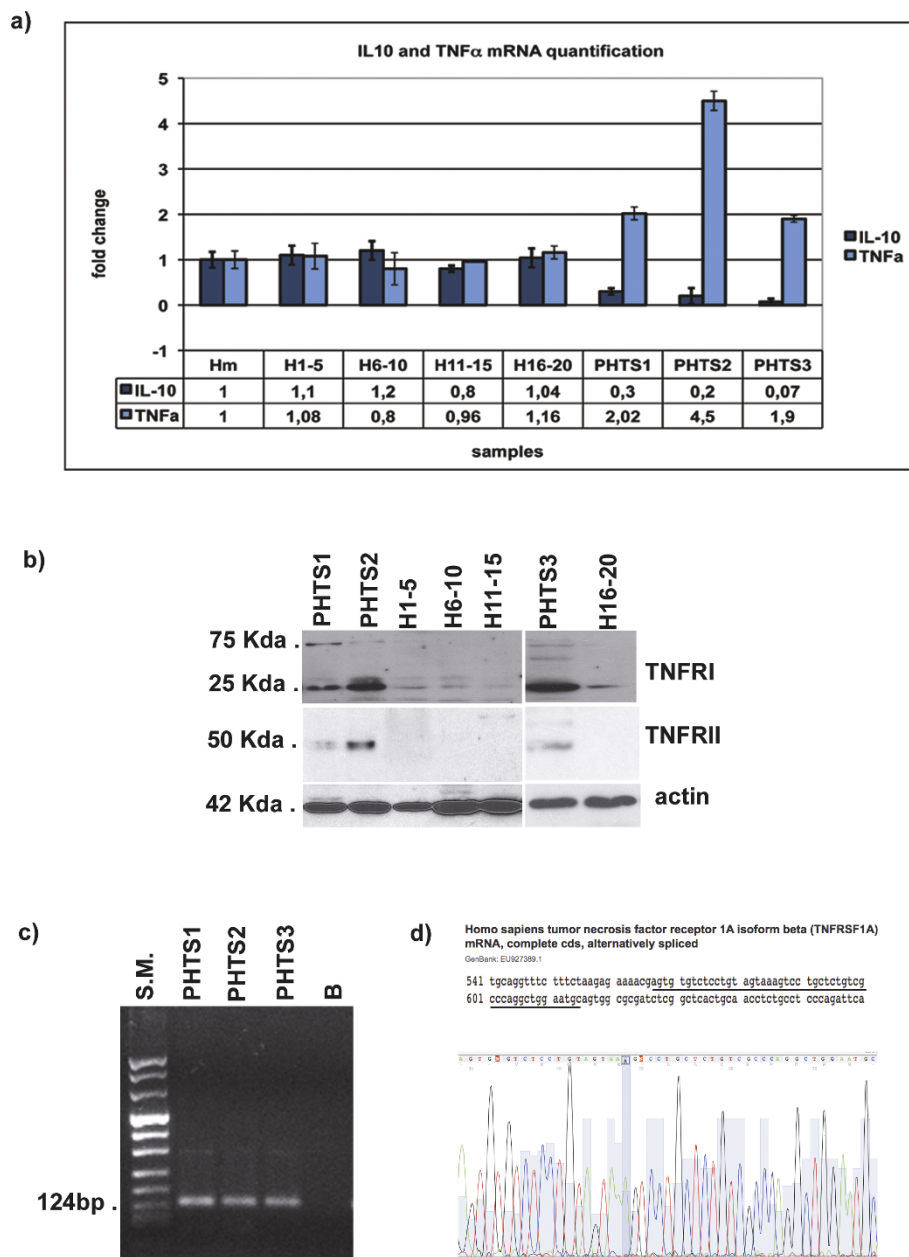 a)
IL10 and TNFα mRNA quantification
5
4
3
2
1
0
-1
fold change
IL-10
TNFa
Hm H1-5 H6-10 H11-15 H16-20 PHTS1 PHTS2 PHTS3
IL-10 1 1,1 1,2 0,8 1,04 0,3 0,2 0,07
TNFa 1 1,08 0,8 0,96 1,16 2,02 4,5 1,9
samples
b)
PHTS1 PHTS2 H1-5 H6-10 H11-15 PHTS3 H16-20
75 Kda .
25 Kda .
TNFRI
50 Kda .
TNFRII
42 Kda .
actin
c)
S.M. PHTS1 PHTS2 PHTS3 B
124bp .
d)
Homo sapiens tumor necrosis factor receptor 1A isoform beta (TNFRSF1A)
mRNA, complete cds, alternatively spliced
GenBank: EU927389.1
541 tgcaggtttc tttctaagag aaaacgagtg tgtctcctgt agtaaagtcc tgctctgtcg
601 cccaggctgg aatgcagtgg cgcgatctcg gctcactgca acctctgcct cccagattca